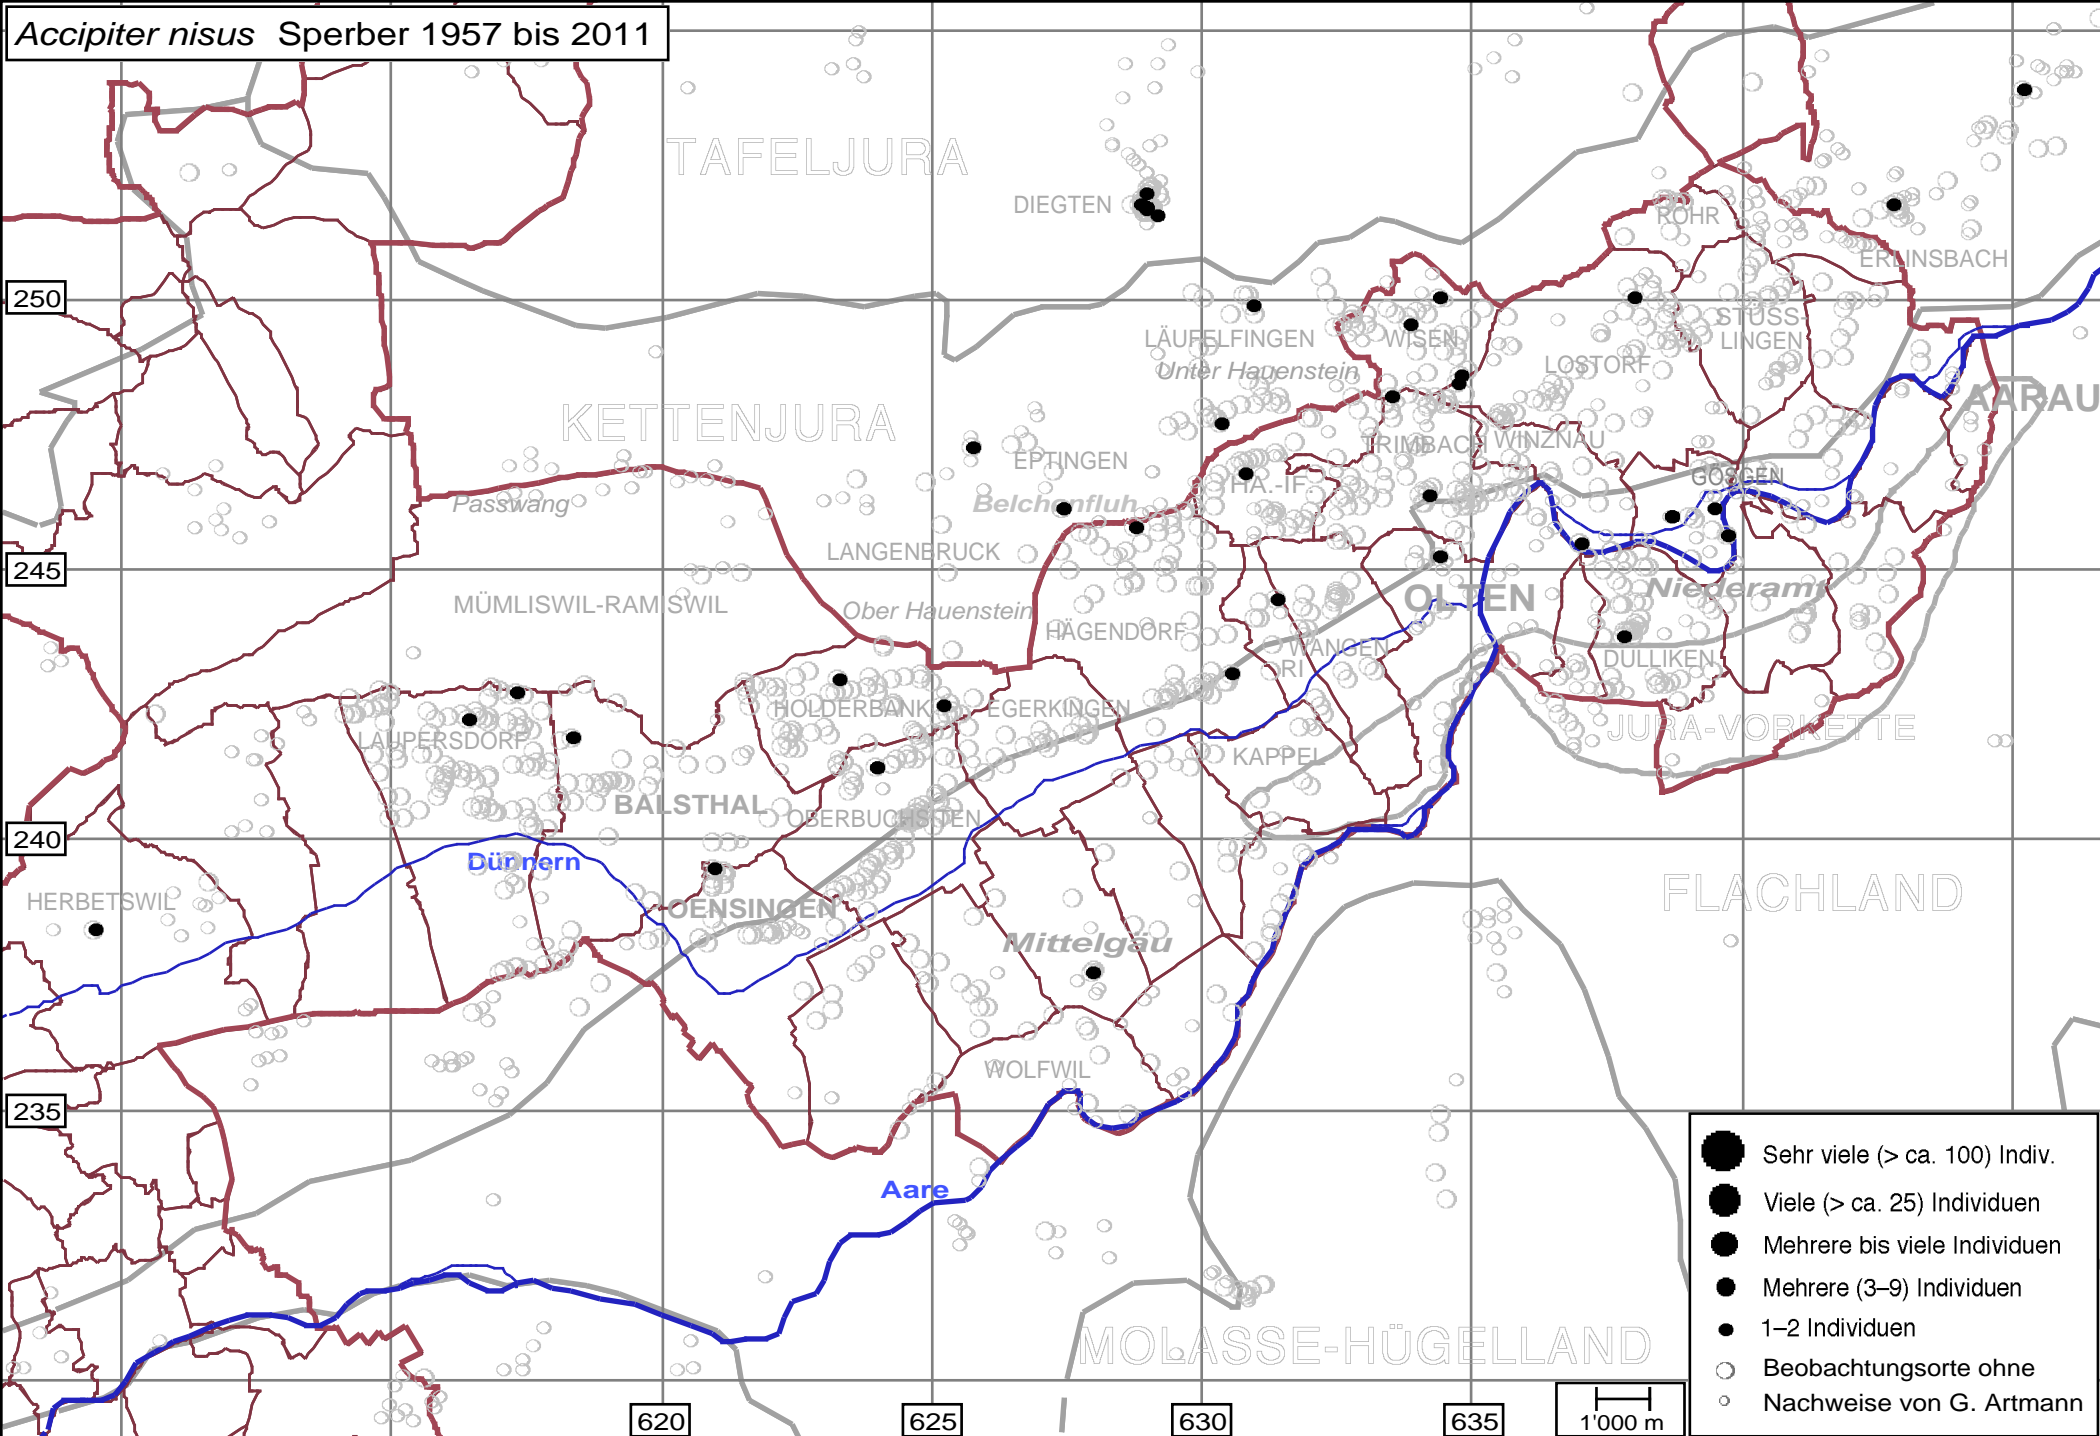 Accipiter nisus Sperber 1957 bis 2011
TAFELJURA
DIEGTEN
ROHR
ERLINSBACH
250
STÜSS-
LINGEN
LÄUFELFINGEN
WISEN
LOSTORF
Unter Hauenstein
AARAU
KETTENJURA
TRIMBACH
WINZNAU
EPTINGEN
GÖSGEN
HA.-IF.
Passwang
Belchenfluh
LANGENBRUCK
245
Niederamt
OLTEN
MÜMLISWIL-RAMISWIL
Ober Hauenstein
HÄGENDORF
WANGEN
RI
DULLIKEN
HOLDERBANK
EGERKINGEN
JURA-VORKETTE
LAUPERSDORF
KAPPEL
BALSTHAL
OBERBUCHSITEN
240
Dünnern
HERBETSWIL
OENSINGEN
FLACHLAND
Mittelgäu
WOLFWIL
235
Aare
MOLASSE-HÜGELLAND
620
625
630
635
1'000 m
Sehr viele (> ca. 100) Indiv.
Viele (> ca. 25) Individuen
Mehrere bis viele Individuen
Mehrere (3–9) Individuen
1–2 Individuen
Beobachtungsorte ohne
Nachweise von G. Artmann